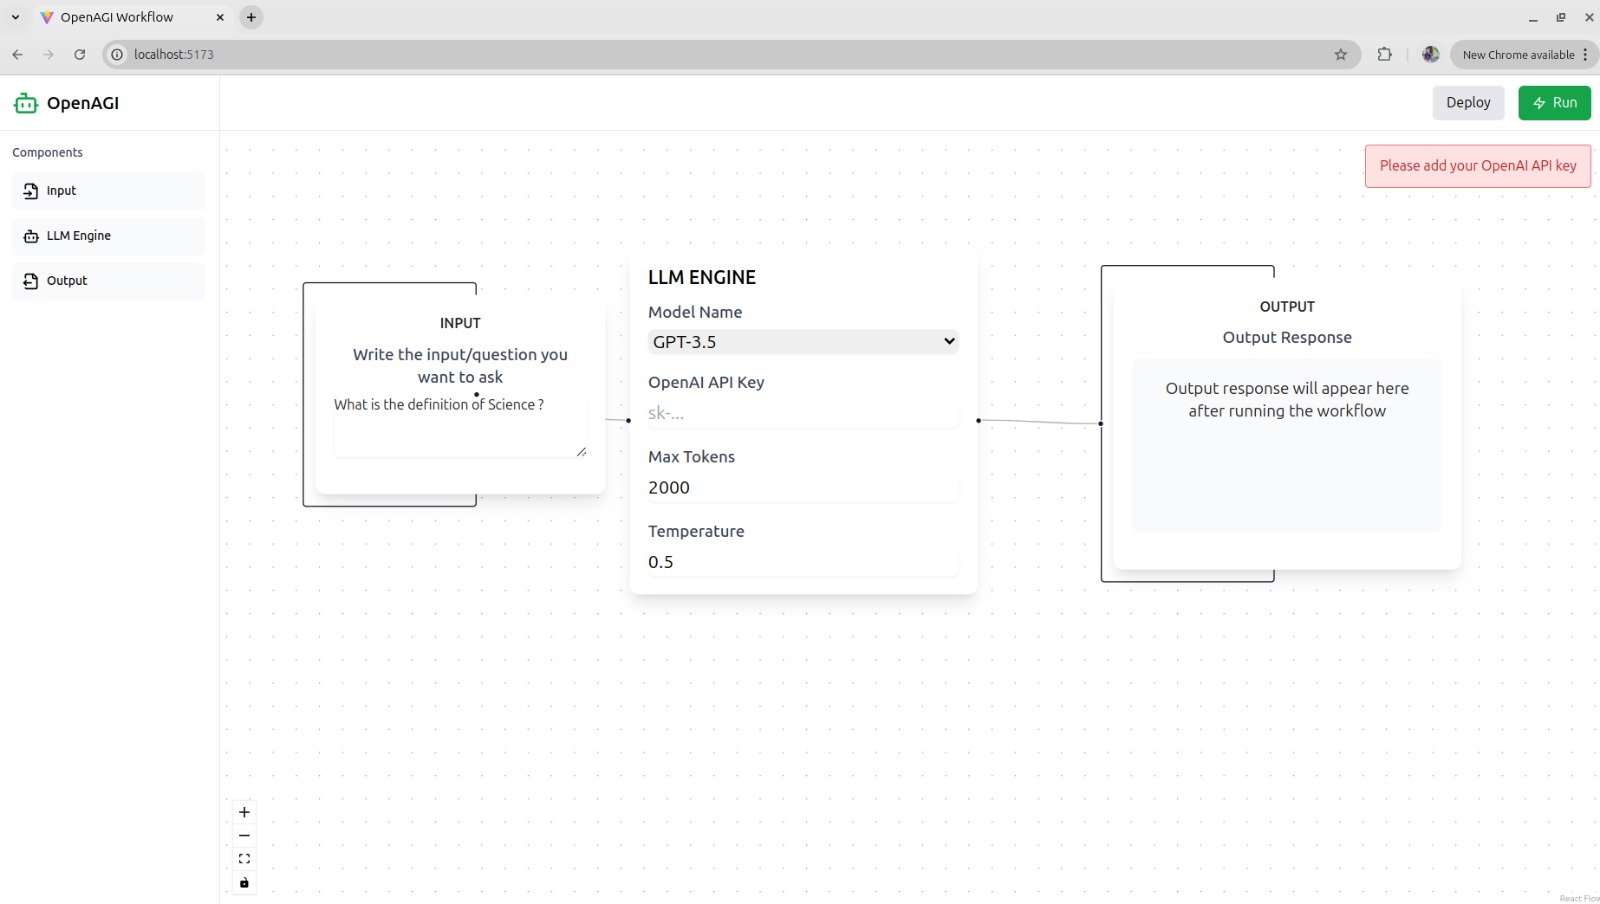 OpenAGI Workflow
localhost:5173
New Chrome available
OpenAGI
Deploy
Run
Components
Input
LLM Engine
Output
Please add your OpenAI API key
INPUT
Write the input/question you
want to ask
What is the definition of Science ?
LLM ENGINE
Model Name
GPT-3.5
OpenAI API Key
sk-...
Max Tokens
2000
Temperature
0.5
OUTPUT
Output Response
Output response will appear here
after running the workflow
React Flow